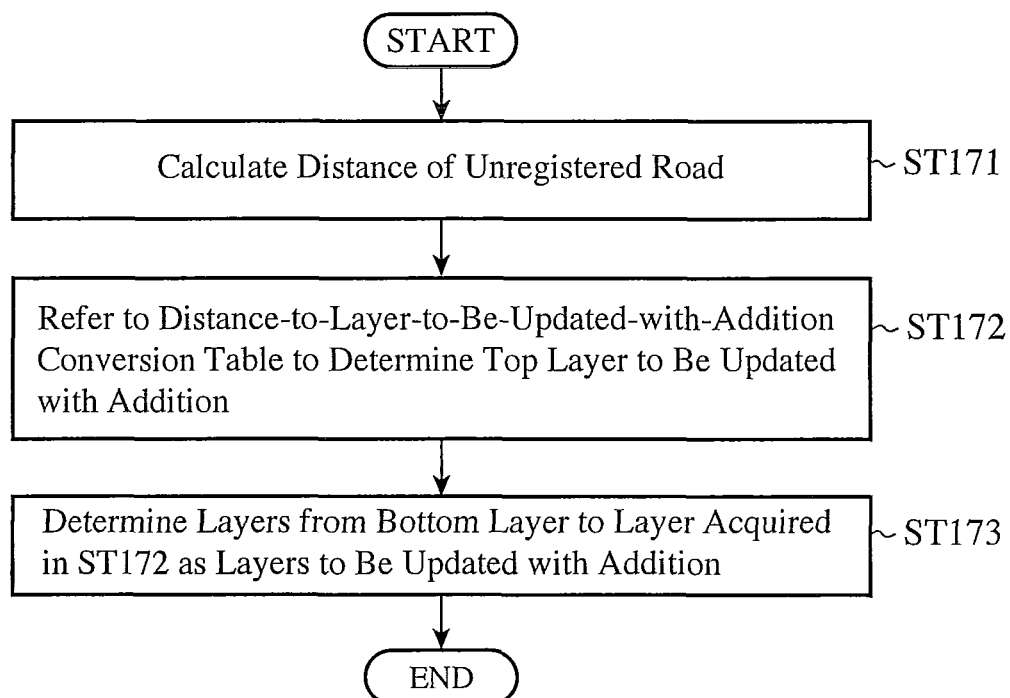 START
Calculate Distance of Unregistered Road
ST171
Refer to Distance-to-Layer-to-Be-Updated-with-Addition
Conversion Table to Determine Top Layer to Be Updated
with Addition
ST172
Determine Layers from Bottom Layer to Layer Acquired
in ST172 as Layers to Be Updated with Addition
ST173
END